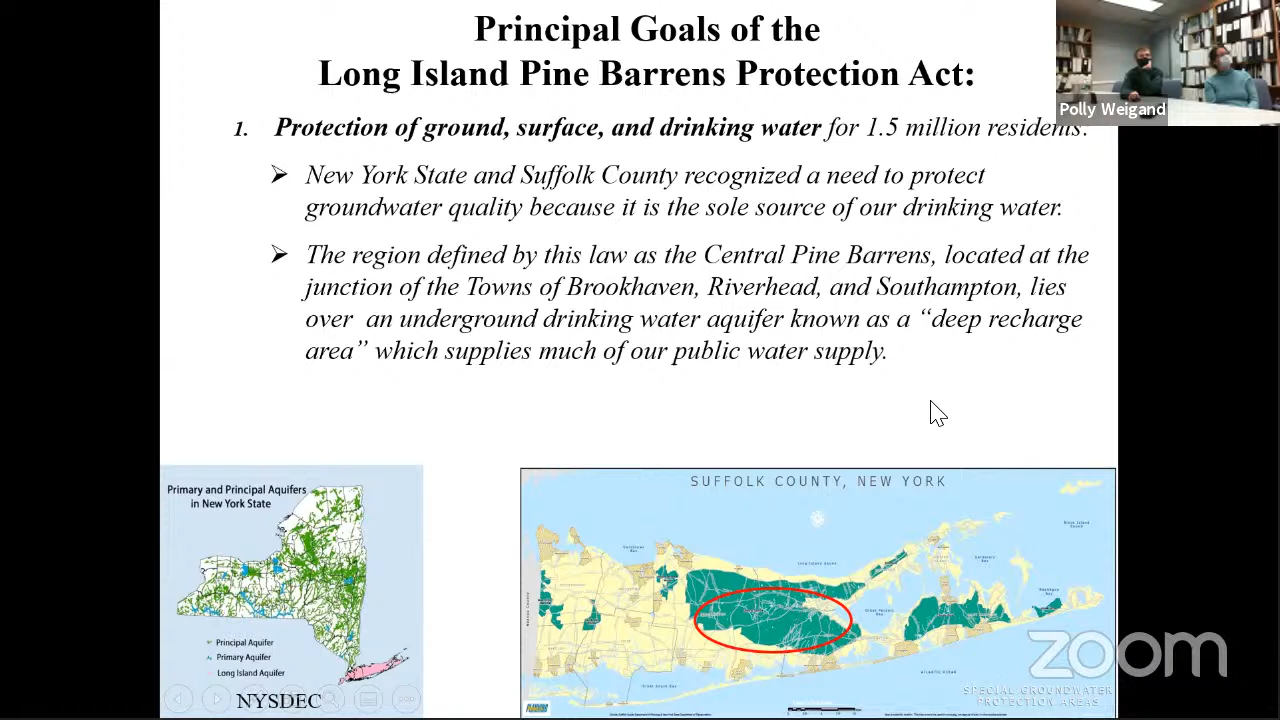 Principal Goals of the
Long Island Pine Barrens Protection Act:
Polly Weigand
1. Protection of ground, surface, and drinking water for 1.5 million residents.
➢ New York State and Suffolk County recognized a need to protect
groundwater quality because it is the sole source of our drinking water.
➢ The region defined by this law as the Central Pine Barrens, located at the
junction of the Towns of Brookhaven, Riverhead, and Southampton, lies
over an underground drinking water aquifer known as a “deep recharge
area” which supplies much of our public water supply.
Primary and Principal Aquifers
in New York State
Principal Aquifer
Primary Aquifer
Long Island Aquifer
NYSDEC
SUFFOLK COUNTY, NEW YORK
Long Island Sound
ATLANTIC OCEAN
SPECIAL GROUNDWATER
PROTECTION AREAS
zoom